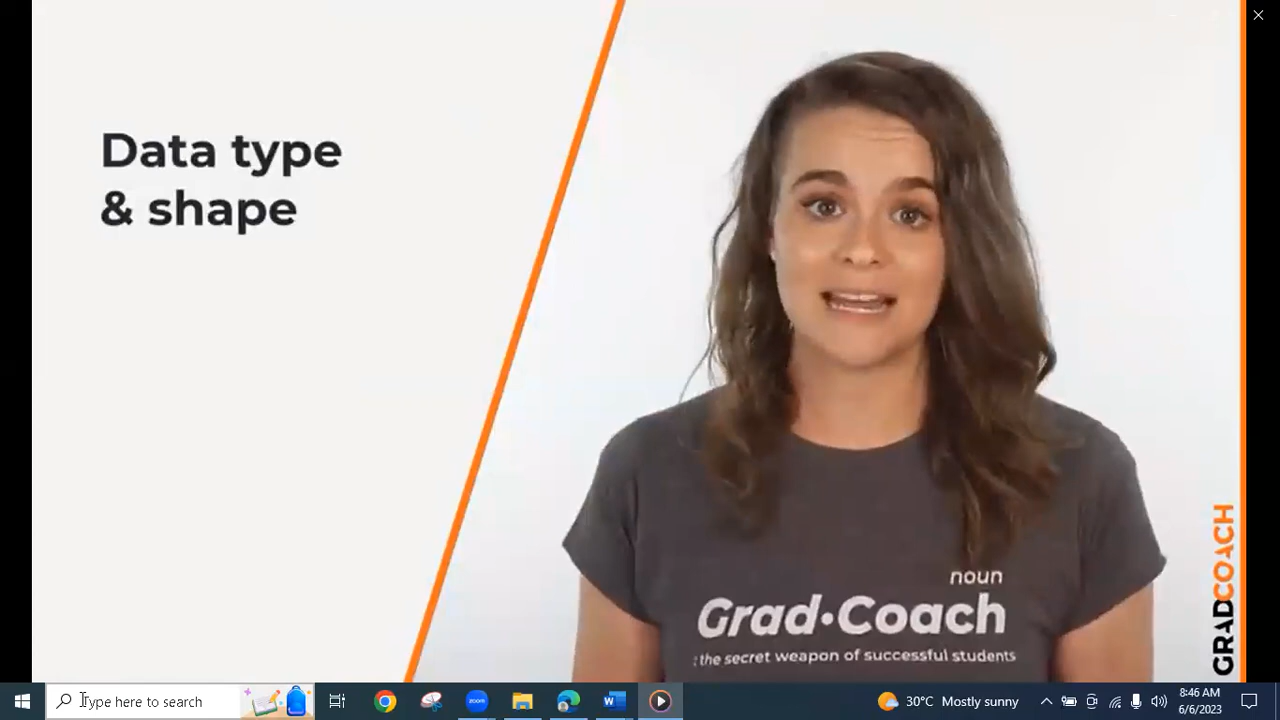 Data type
& shape
noun
Grad•Coach
: the secret weapon of successful students
GRADCOACH
Type here to search
zoom
W
30°C Mostly sunny
8:46 AM
6/6/2023